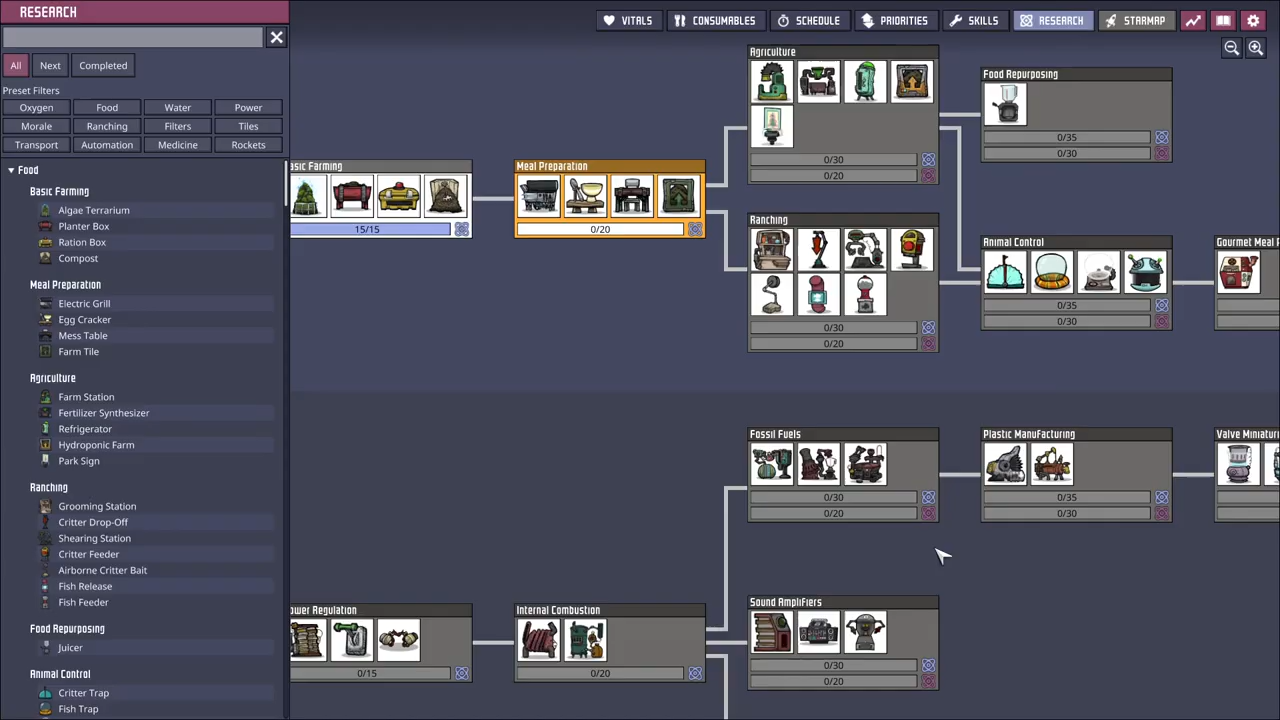 RESEARCH
VITALS
CONSUMABLES
SCHEDULE
PRIORITIES
SKILLS
RESEARCH
STARMAP
All
Next
Completed
Preset Filters
Oxygen
Food
Water
Power
Morale
Ranching
Filters
Tiles
Transport
Automation
Medicine
Rockets
Food
Basic Farming
Algae Terrarium
Planter Box
Ration Box
Compost
Meal Preparation
Electric Grill
Egg Cracker
Mess Table
Farm Tile
Agriculture
Farm Station
Fertilizer Synthesizer
Refrigerator
Hydroponic Farm
Park Sign
Ranching
Grooming Station
Critter Drop-Off
Shearing Station
Critter Feeder
Airborne Critter Bait
Fish Release
Fish Feeder
Food Repurposing
Juicer
Animal Control
Critter Trap
Fish Trap
asic Farming
15/15
Meal Preparation
0/20
Agriculture
0/30
0/20
Food Repurposing
0/35
0/30
Ranching
0/30
0/20
Animal Control
0/35
0/30
Gourmet Meal P
Fossil Fuels
0/30
0/20
Plastic Manufacturing
0/35
0/30
Valve Miniatur
ower Regulation
0/15
Internal Combustion
0/20
Sound Amplifiers
0/30
0/20